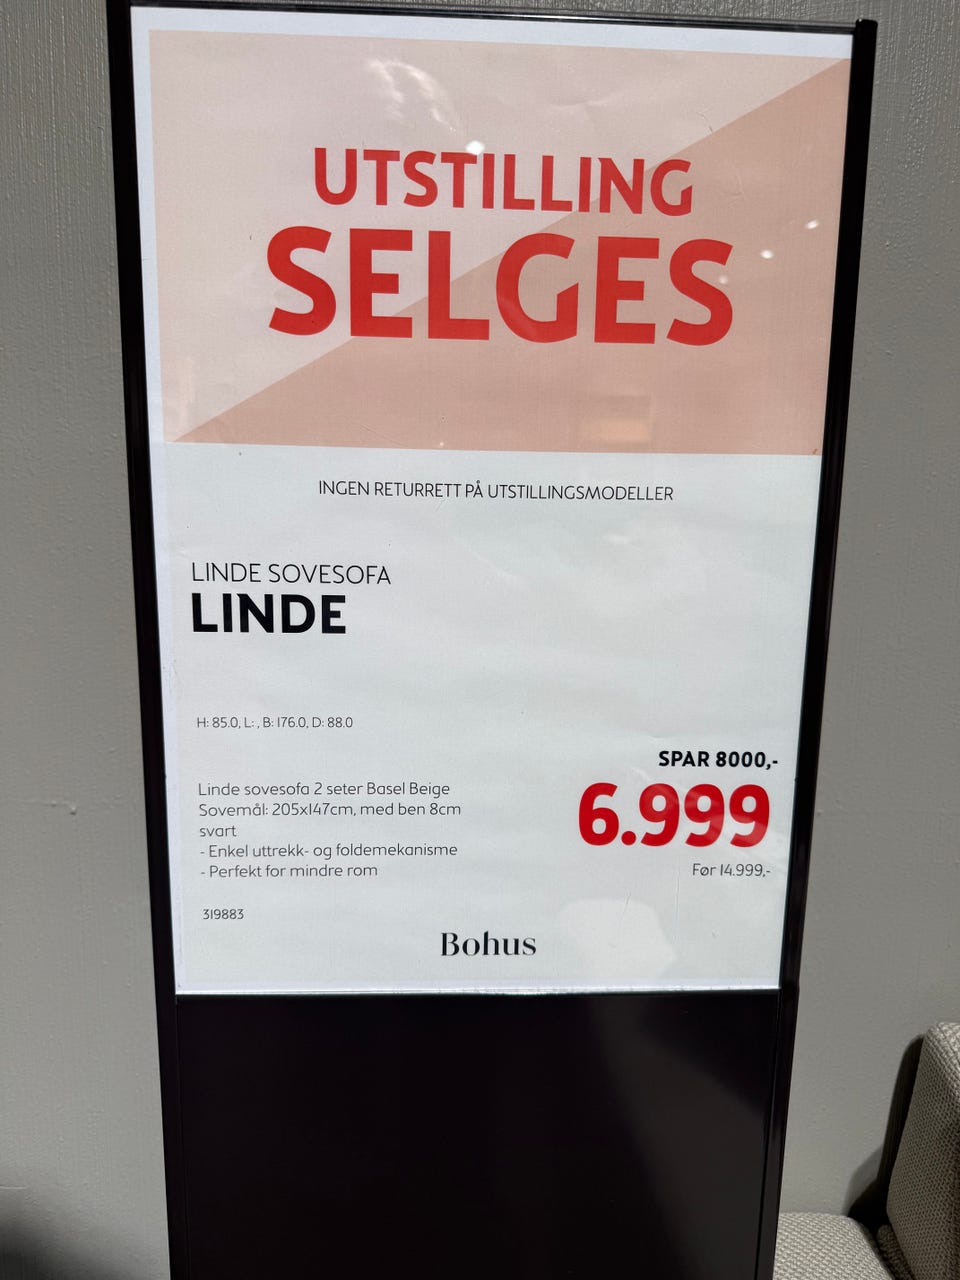 UTSTILLING
SELGES
INGEN RETURRETT PÅ UTSTILLINGSMODELLER
LINDE SOVESOFA
LINDE
H: 85.0, L: , B: 176.0, D: 88.0
SPAR 8000,-
6.999
Før 14.999,-
Linde sovesofa 2 seter Basel Beige
Sovemål: 205x147cm, med ben 8cm
svart
- Enkel uttrekk- og foldemekanisme
- Perfekt for mindre rom
319883
Bohus